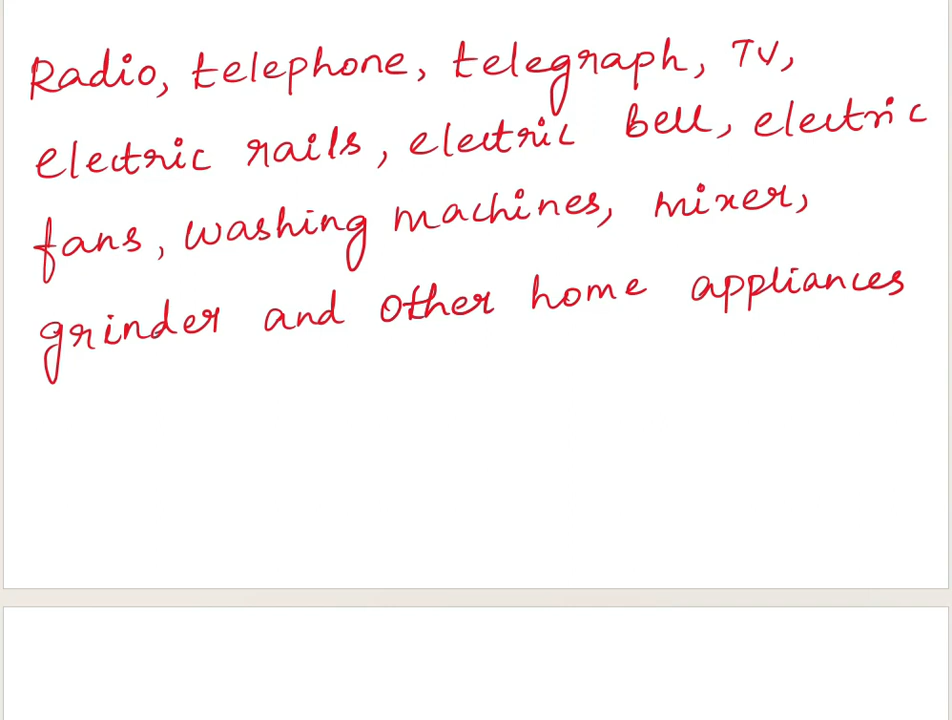 Radio, telephone, telegraph, TV,
electric rails, electric bell, electric
fans, washing machines, mixer,
grinder and other home appliances